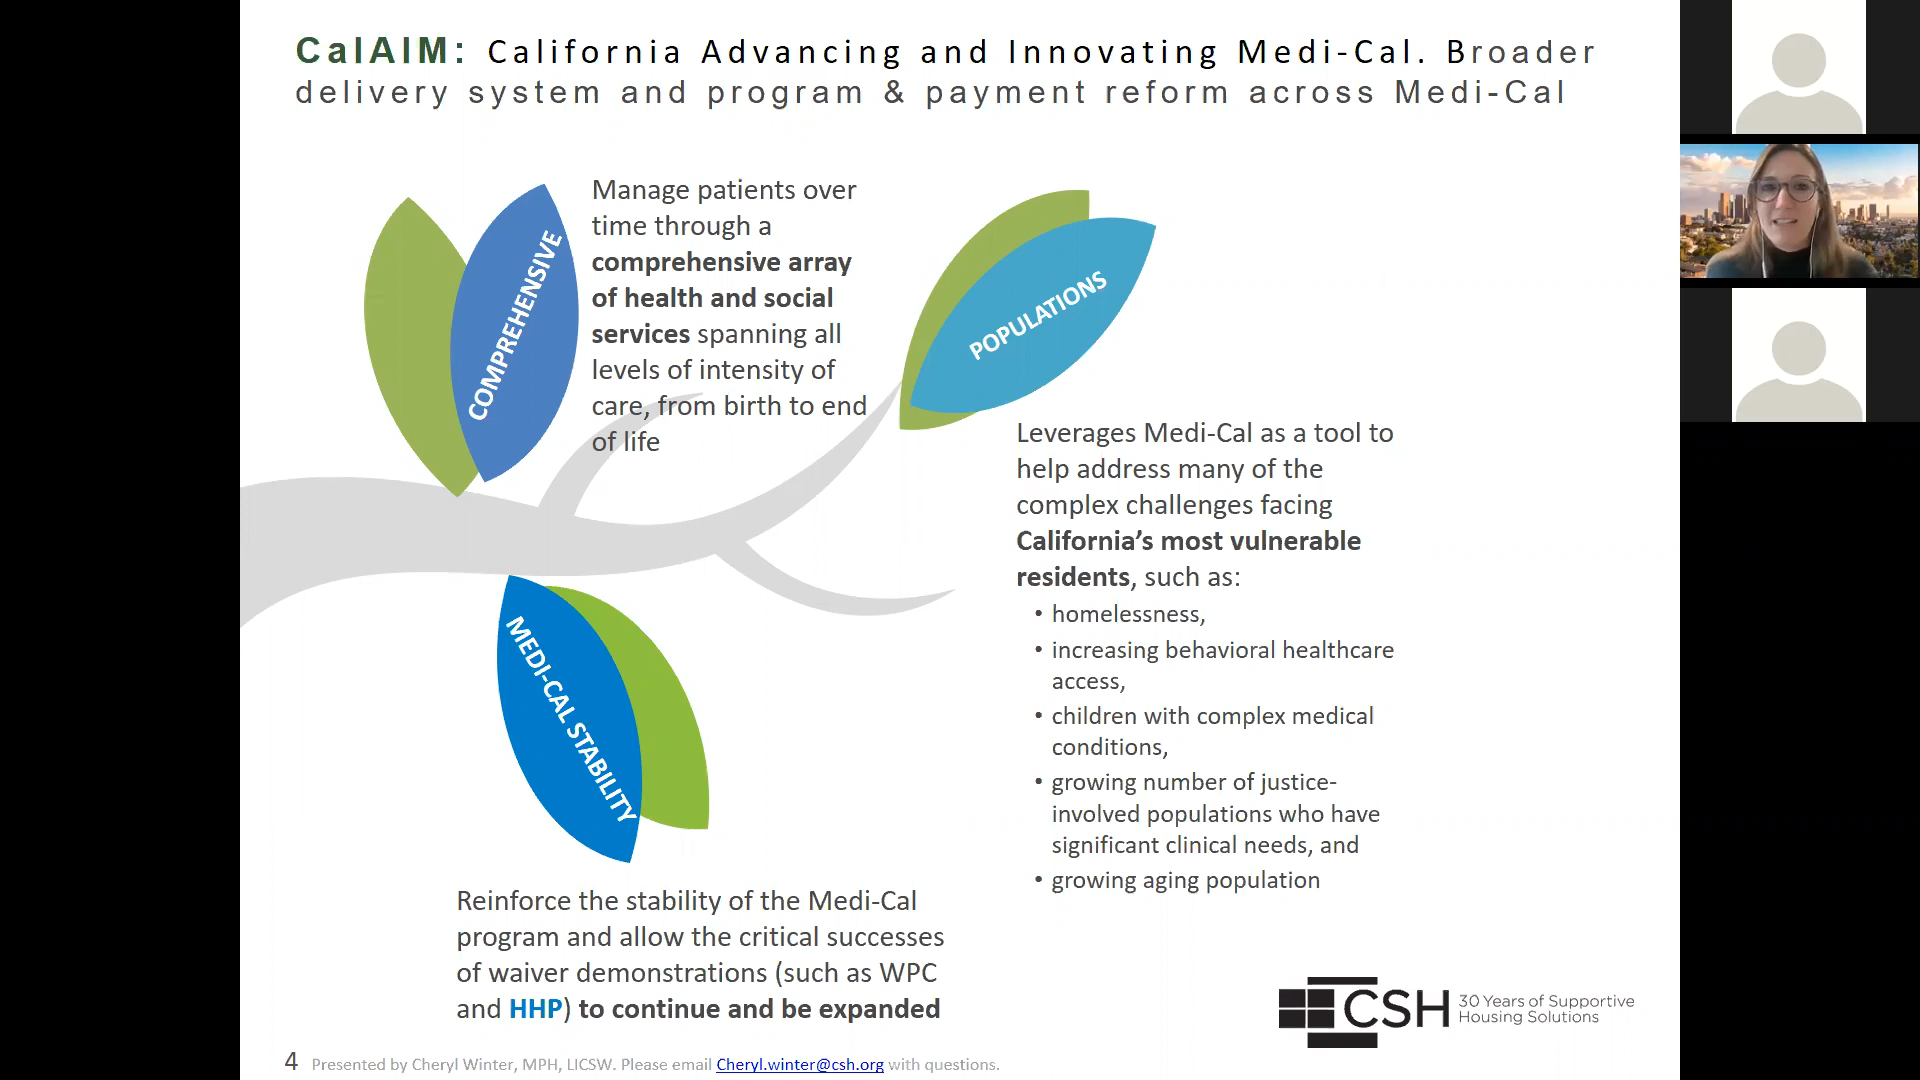 CalAIM: California Advancing and Innovating Medi-Cal. Broader
delivery system and program & payment reform across Medi-Cal
COMPREHENSIVE
Manage patients over
time through a
comprehensive array
of health and social
services spanning all
levels of intensity of
care, from birth to end
of life
POPULATIONS
Leverages Medi-Cal as a tool to
help address many of the
complex challenges facing
California’s most vulnerable
residents, such as:
• homelessness,
• increasing behavioral healthcare
access,
• children with complex medical
conditions,
• growing number of justice-
involved populations who have
significant clinical needs, and
• growing aging population
MEDI-CAL STABILITY
Reinforce the stability of the Medi-Cal
program and allow the critical successes
of waiver demonstrations (such as WPC
and HHP) to continue and be expanded
CSH
30 Years of Supportive
Housing Solutions
4 Presented by Cheryl Winter, MPH, LICSW. Please email Cheryl.winter@csh.org with questions.